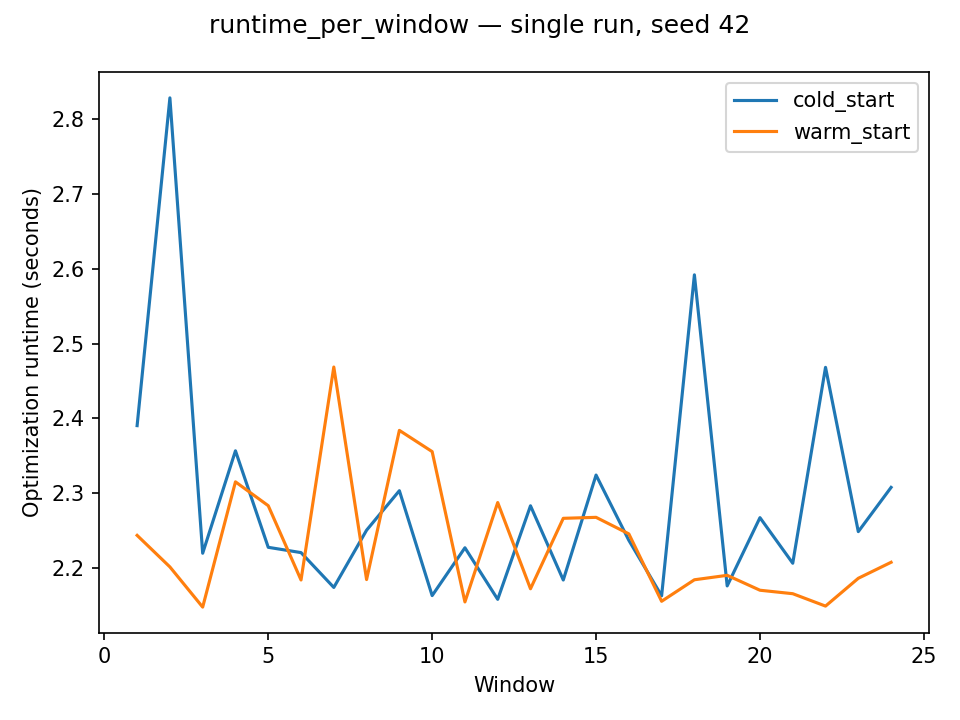 runtime_per_window — single run, seed 42
cold_start
warm_start
Optimization runtime (seconds)
2.8
2.7
2.6
2.5
2.4
2.3
2.2
0 5 10 15 20 25
Window